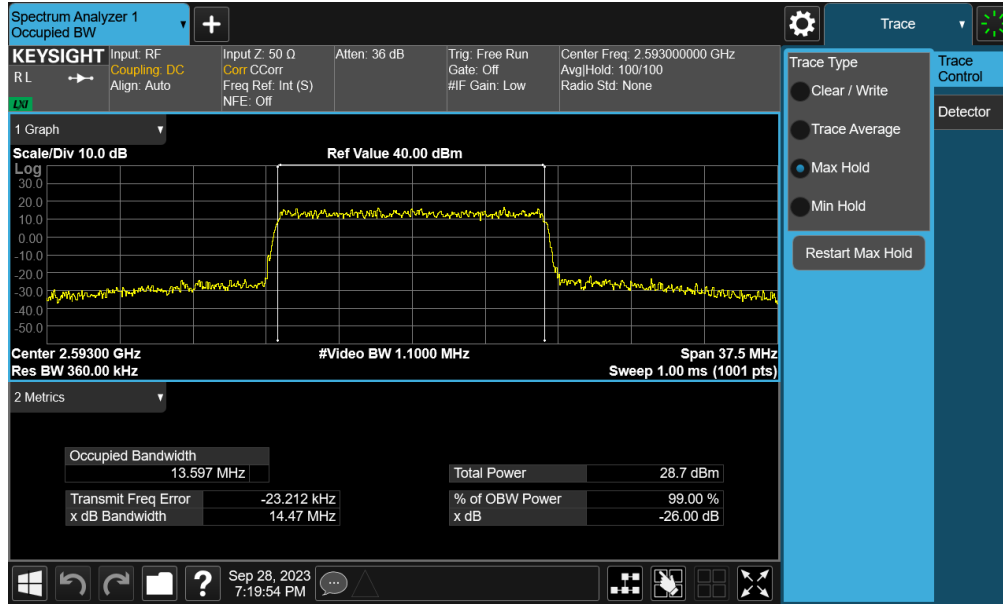 Spectrum Analyzer 1
Occupied BW
Trace
KEYSIGHT
R L
LXI
Input: RF
Coupling: DC
Align: Auto
Input Z: 50 Ω
Corr CCorr
Freq Ref: Int (S)
NFE: Off
Atten: 36 dB
Trig: Free Run
Gate: Off
#IF Gain: Low
Center Freq: 2.593000000 GHz
Avg|Hold: 100/100
Radio Std: None
Trace Type
Clear / Write
Trace Average
Max Hold
Min Hold
Restart Max Hold
Trace
Control
Detector
1 Graph
Scale/Div 10.0 dB
Ref Value 40.00 dBm
Log
30.0
20.0
10.0
0.00
-10.0
-20.0
-30.0
-40.0
-50.0
Center 2.59300 GHz
#Video BW 1.1000 MHz
Span 37.5 MHz
Res BW 360.00 kHz
Sweep 1.00 ms (1001 pts)
2 Metrics
Occupied Bandwidth
13.597 MHz
Total Power 28.7 dBm
Transmit Freq Error -23.212 kHz
% of OBW Power 99.00 %
x dB Bandwidth 14.47 MHz
x dB -26.00 dB
?
Sep 28, 2023
7:19:54 PM